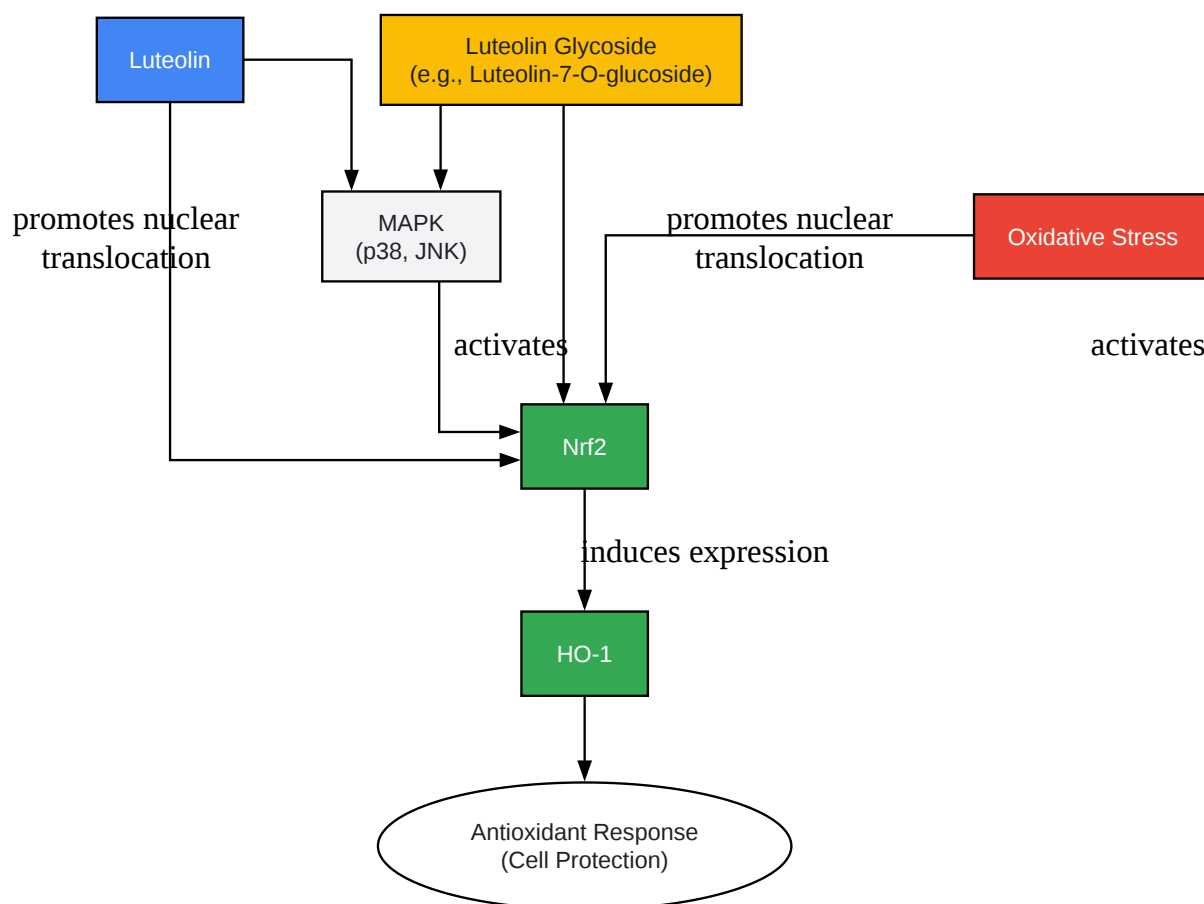 Luteolin
Luteolin Glycoside
(e.g., Luteolin-7-O-glucoside)
promotes nuclear
translocation
MAPK
(p38, JNK)
promotes nuclear
translocation
Oxidative Stress
activates
activates
Nrf2
induces expression
HO-1
Antioxidant Response
(Cell Protection)